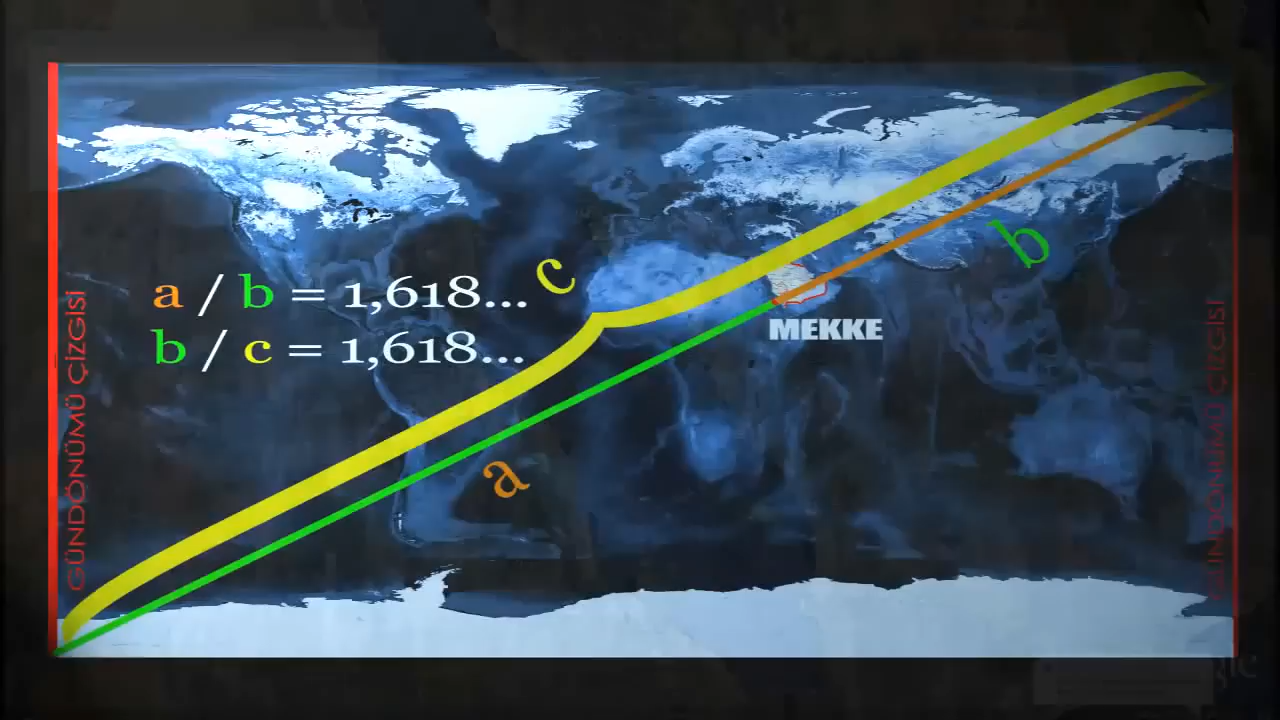 GÜNDÖNÜMÜ ÇİZGİSİ
a / b = 1,618...
b / c = 1,618...
c
a
MEKKE
b
GÜNDÖNÜMÜ ÇİZGİSİ